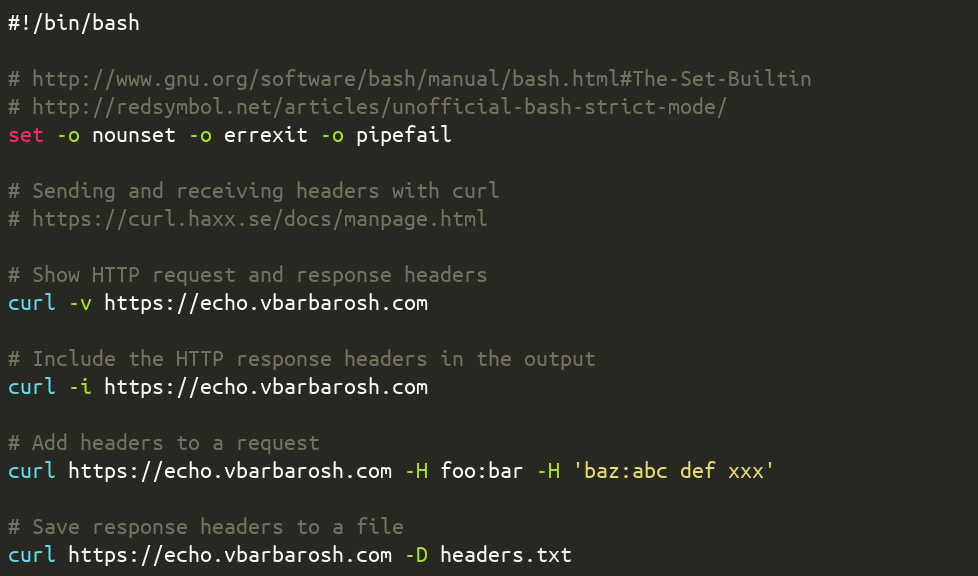 #!/bin/bash
# http://www.gnu.org/software/bash/manual/bash.html#The-Set-Builtin
# http://redsymbol.net/articles/unofficial-bash-strict-mode/
set -o nounset -o errexit -o pipefail
# Sending and receiving headers with curl
# https://curl.haxx.se/docs/manpage.html
# Show HTTP request and response headers
curl -v https://echo.vbarbarosh.com
# Include the HTTP response headers in the output
curl -i https://echo.vbarbarosh.com
# Add headers to a request
curl https://echo.vbarbarosh.com -H foo:bar -H 'baz:abc def xxx'
# Save response headers to a file
curl https://echo.vbarbarosh.com -D headers.txt